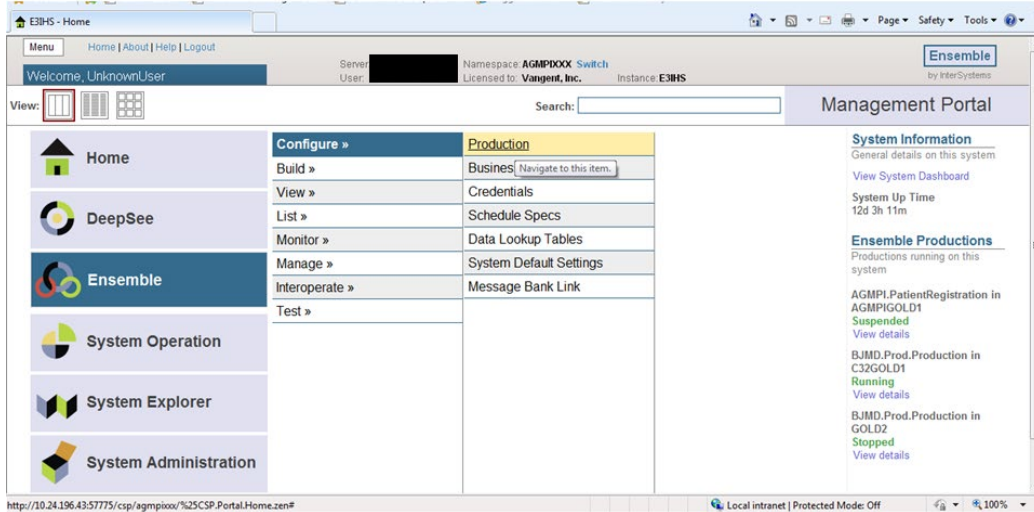 E3IHS - Home
Page Safety Tools
Menu Home | About | Help | Logout
Server: Namespace: AGMPIXXX Switch
User: Licensed to: Vangent, Inc. Instance: E3IHS
Ensemble
by InterSystems
Welcome, UnknownUser
View:
Search:
Management Portal
Home
DeepSee
Ensemble
System Operation
System Explorer
System Administration
Configure »
Build »
View »
List »
Monitor »
Manage »
Interoperate »
Test »
Production
Busines
Navigate to this item.
Credentials
Schedule Specs
Data Lookup Tables
System Default Settings
Message Bank Link
System Information
General details on this system
View System Dashboard
System Up Time
12d 3h 11m
Ensemble Productions
Productions running on this
system
AGMPI.PatientRegistration in
AGMPIGOLD1
Suspended
View details
BJMD.Prod.Production in
C32GOLD1
Running
View details
BJMD.Prod.Production in
GOLD2
Stopped
View details
http://10.24.196.43:57775/csp/agmpixxx/%25CSP.Portal.Home.zen#
Local intranet | Protected Mode: Off
100%